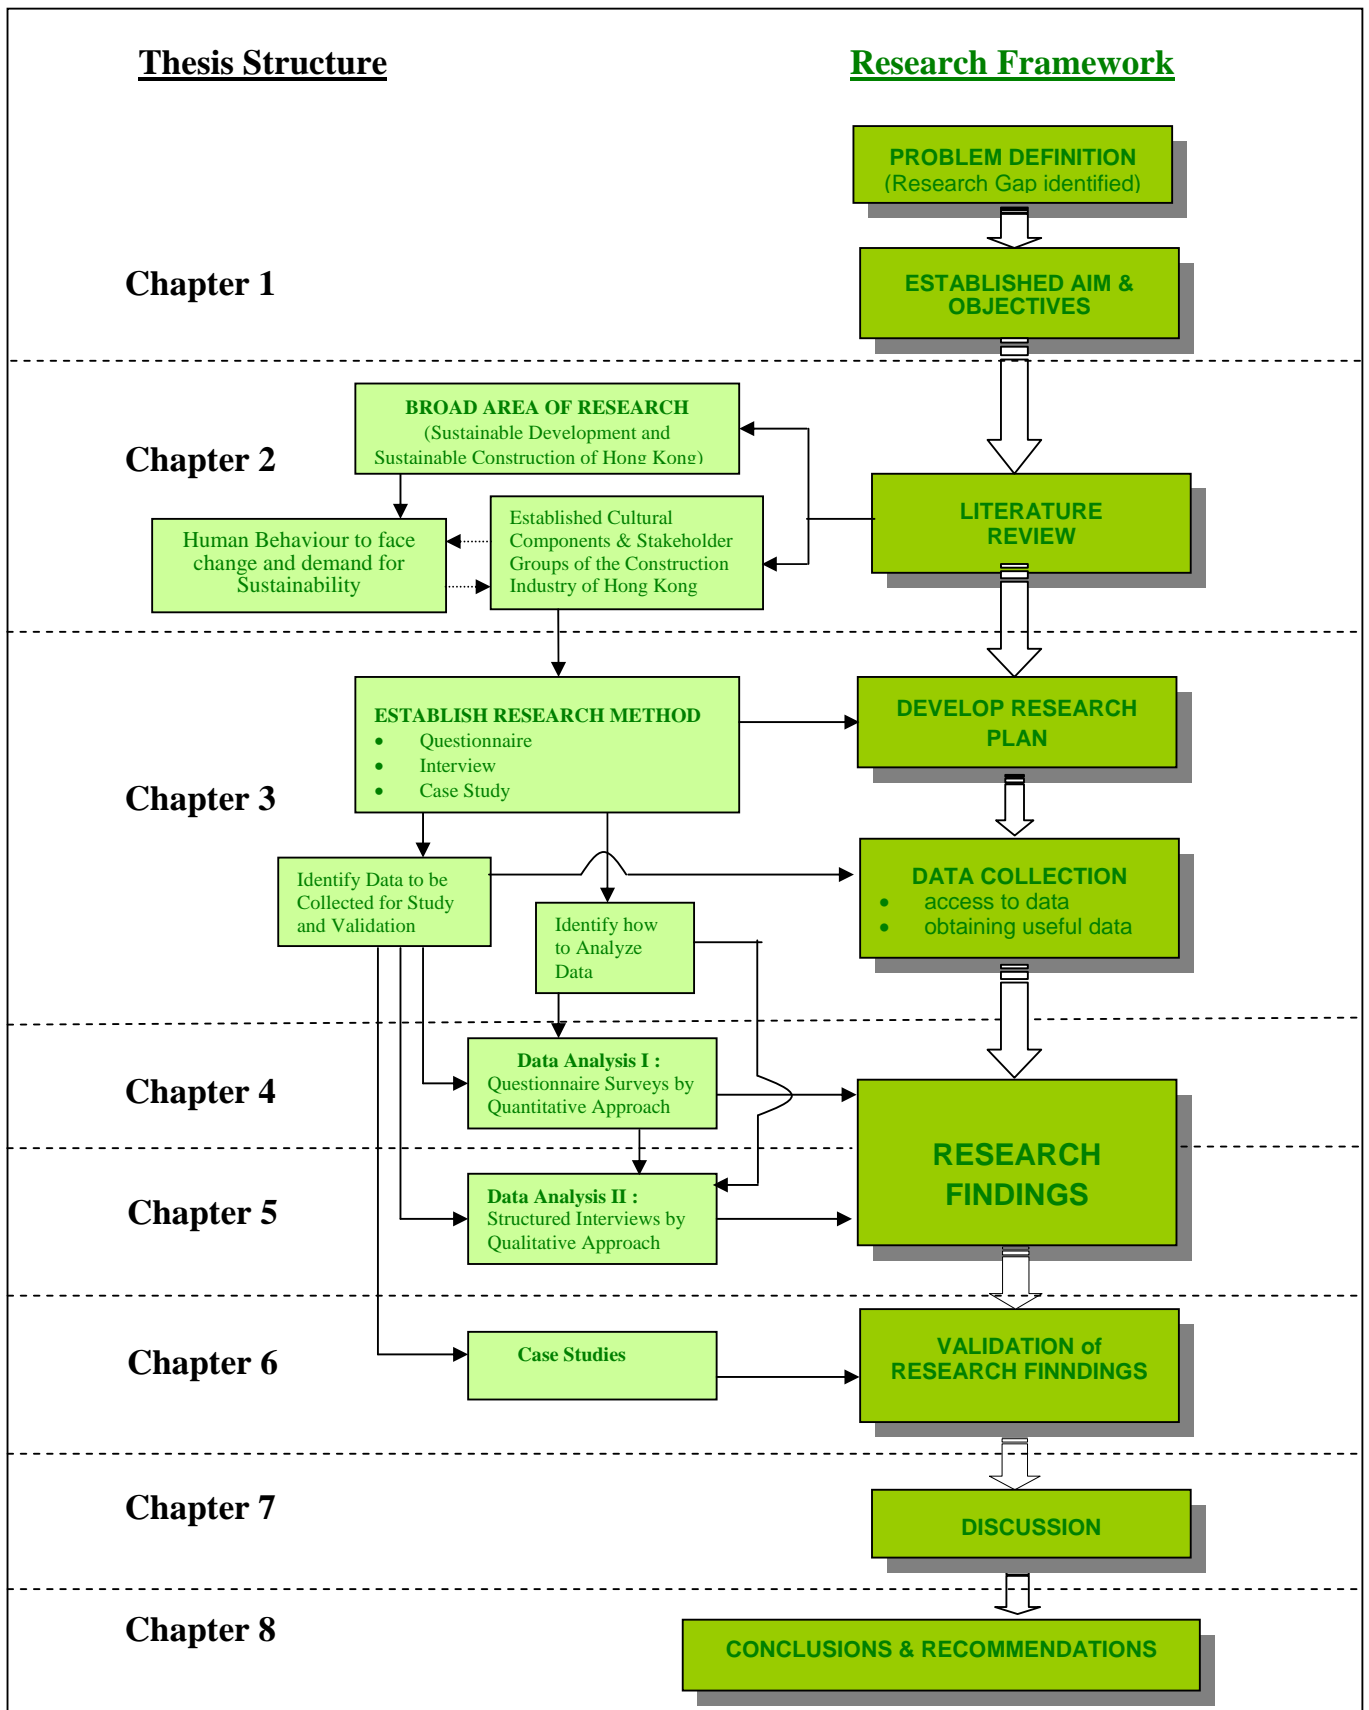 Thesis Structure
Research Framework
PROBLEM DEFINITION
(Research Gap identified)
Chapter 1
ESTABLISHED AIM &
OBJECTIVES
Chapter 2
BROAD AREA OF RESEARCH
(Sustainable Development and
Sustainable Construction of Hong Kong)
Human Behaviour to face
change and demand for
Sustainability
Established Cultural
Components & Stakeholder
Groups of the Construction
Industry of Hong Kong
LITERATURE
REVIEW
Chapter 3
ESTABLISH RESEARCH METHOD
• Questionnaire
• Interview
• Case Study
DEVELOP RESEARCH
PLAN
Identify Data to be
Collected for Study
and Validation
Identify how
to Analyze
Data
DATA COLLECTION
• access to data
• obtaining useful data
Chapter 4
Data Analysis I :
Questionnaire Surveys by
Quantitative Approach
Chapter 5
Data Analysis II :
Structured Interviews by
Qualitative Approach
RESEARCH
FINDINGS
Chapter 6
Case Studies
VALIDATION of
RESEARCH FINNDINGS
Chapter 7
DISCUSSION
Chapter 8
CONCLUSIONS & RECOMMENDATIONS